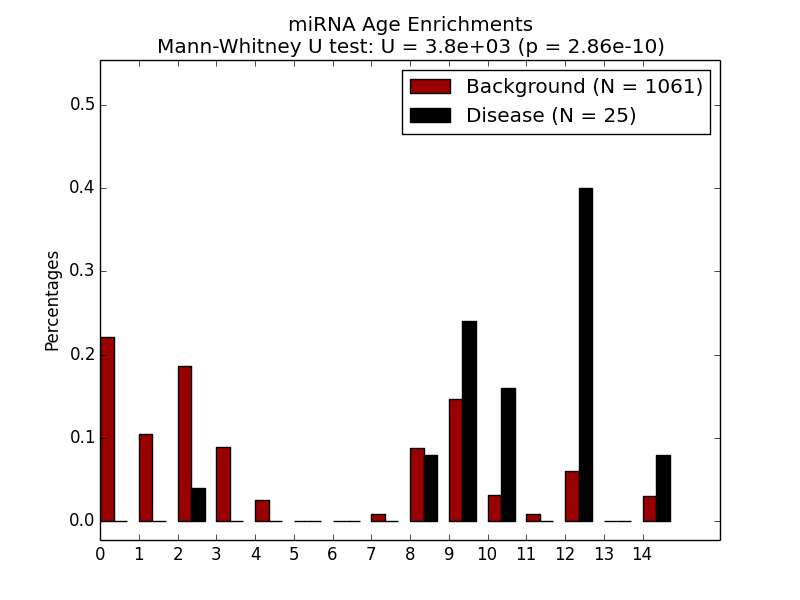 miRNA Age Enrichments
Mann-Whitney U test: U = 3.8e+03 (p = 2.86e-10)
Background (N = 1061)
Disease (N = 25)
Percentages
0.5
0.4
0.3
0.2
0.1
0.0
0 1 2 3 4 5 6 7 8 9 10 11 12 13 14